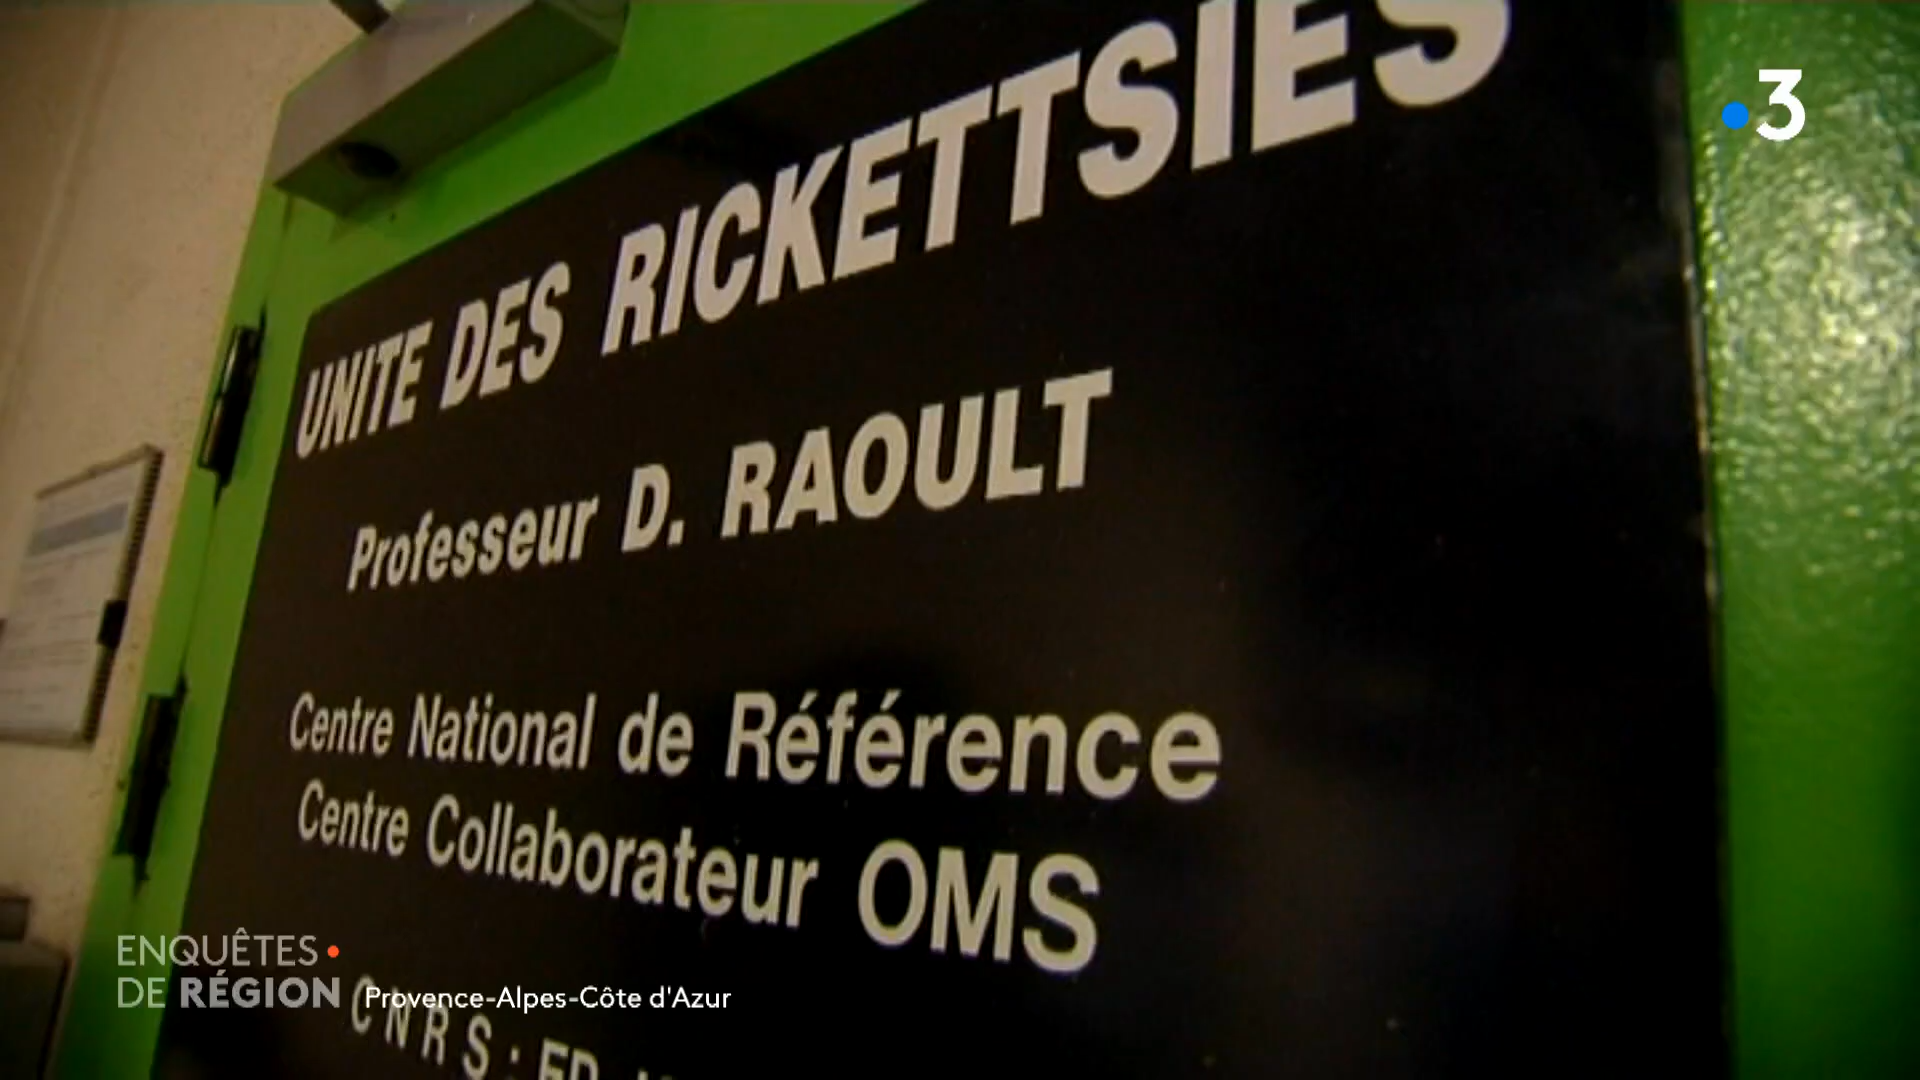 UNITE DES RICKETTSIES
Professeur D. RAOULT
Centre National de Référence
Centre Collaborateur OMS
CNRS :
3
ENQUÊTES
DE RÉGION Provence-Alpes-Côte d'Azur